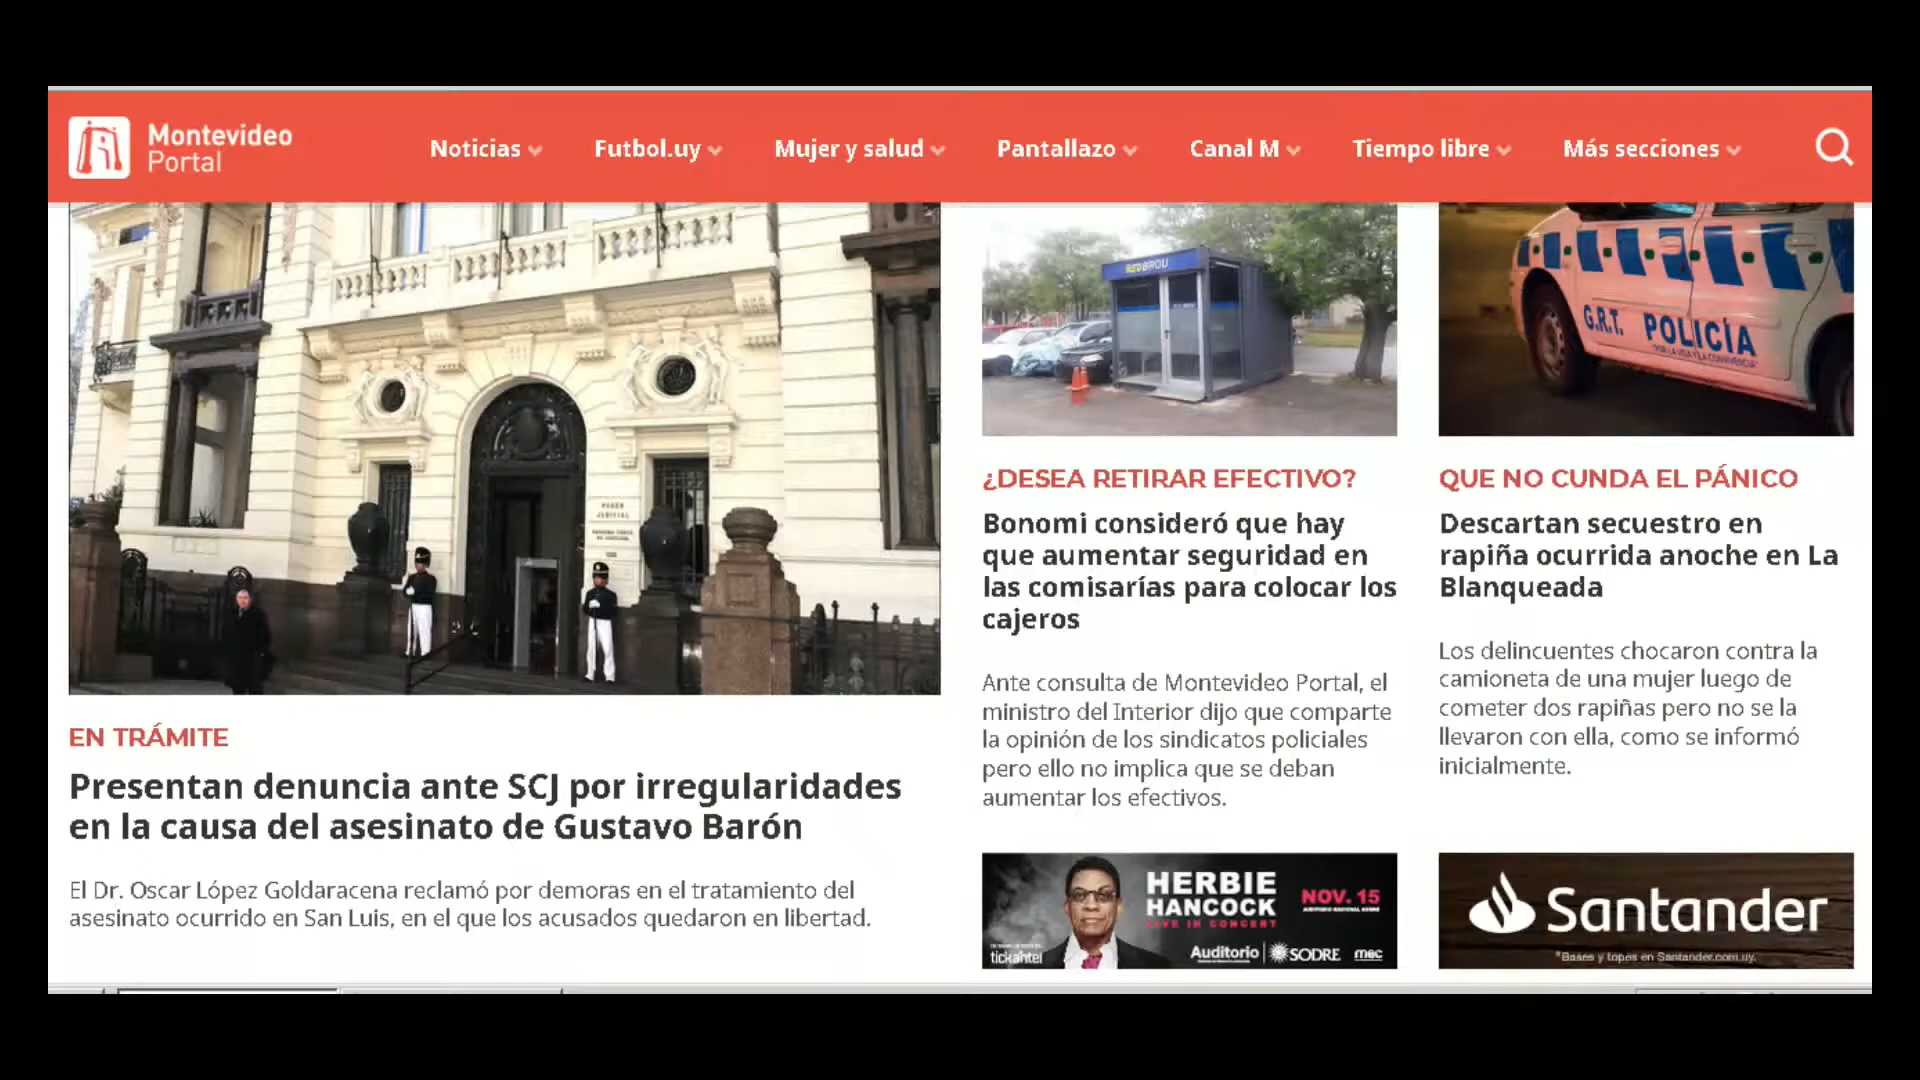 Montevideo
Portal
Noticias
Futbol.uy
Mujer y salud
Pantallazo
Canal M
Tiempo libre
Más secciones
PODER
JUDICIAL
EN TRÁMITE
Presentan denuncia ante SCJ por irregularidades
en la causa del asesinato de Gustavo Barón
El Dr. Oscar López Goldaracena reclamó por demoras en el tratamiento del
asesinato ocurrido en San Luis, en el que los acusados quedaron en libertad.
REDBROU
¿DESEA RETIRAR EFECTIVO?
Bonomi consideró que hay
que aumentar seguridad en
las comisarías para colocar los
cajeros
Ante consulta de Montevideo Portal, el
ministro del Interior dijo que comparte
la opinión de los sindicatos policiales
pero ello no implica que se deban
aumentar los efectivos.
G.R.T. POLICÍA
QUE NO CUNDA EL PÁNICO
Descartan secuestro en
rapiña ocurrida anoche en La
Blanqueada
Los delincuentes chocaron contra la
camioneta de una mujer luego de
cometer dos rapiñas pero no se la
llevaron con ella, como se informó
inicialmente.
HERBIE
HANCOCK
LIVE IN CONCERT
NOV. 15
tickantel
Auditorio
SODRE
mec
Santander
*Bases y topes en Santander.com.uy.